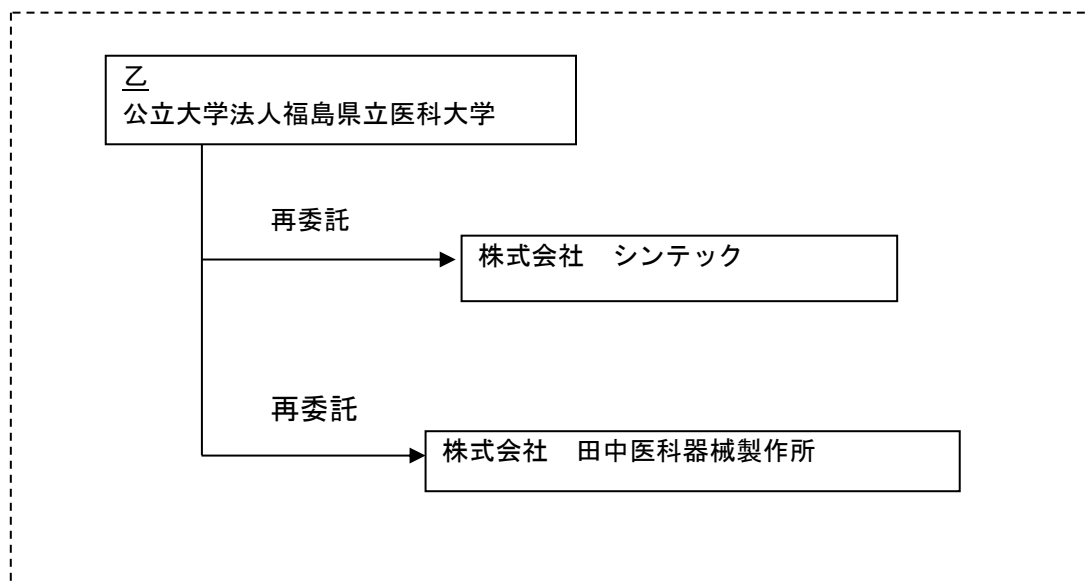 乙
公立大学法人福島県立医科大学
再委託
株式会社　シンテック
再委託
株式会社　田中医科器械製作所